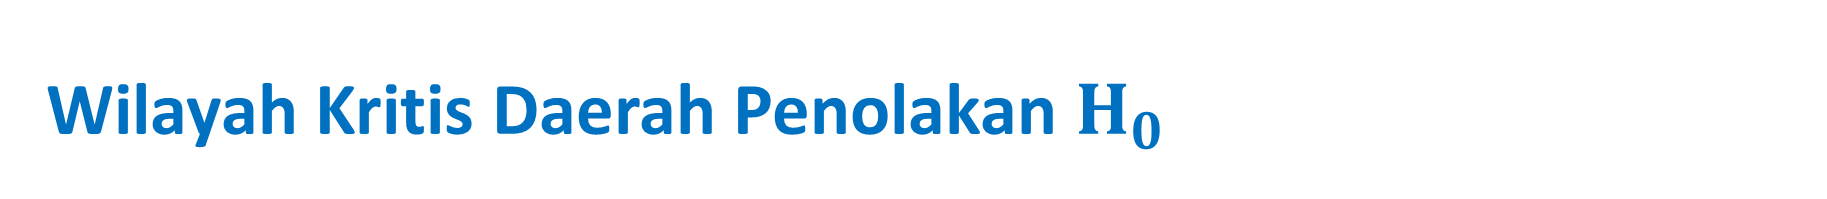 Wilayah Kritis Daerah Penolakan H₀